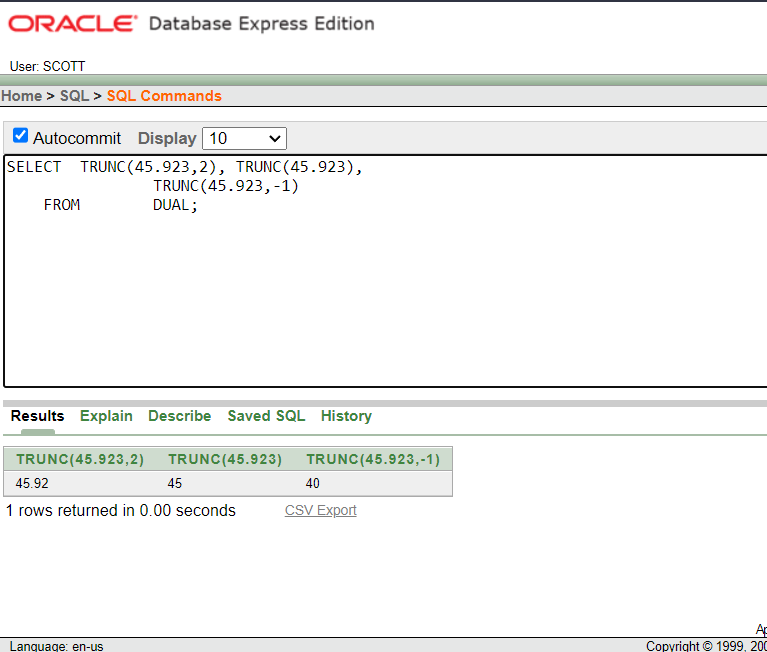 ORACLE Database Express Edition
User: SCOTT
Home > SQL > SQL Commands
Autocommit Display 10
SELECT TRUNC(45.923,2), TRUNC(45.923),
TRUNC(45.923,-1)
FROM DUAL;
Results Explain Describe Saved SQL History
TRUNC(45.923,2) TRUNC(45.923) TRUNC(45.923,-1)
45.92 45 40
1 rows returned in 0.00 seconds CSV Export
Language: en-us Copyright © 1999, 200